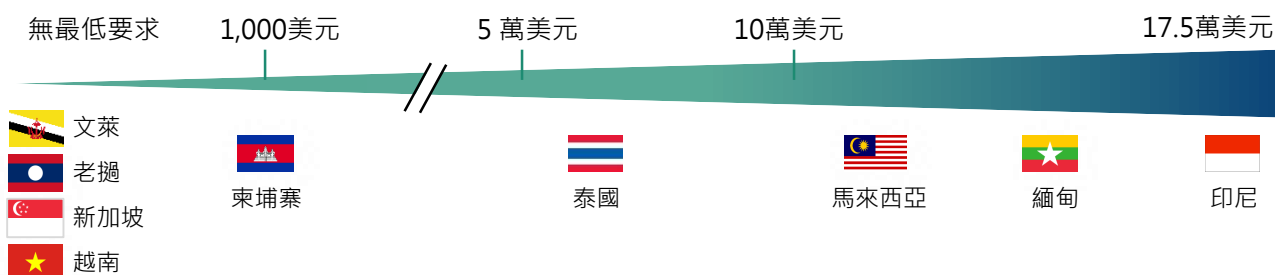 無最低要求 1,000美元 5 萬美元 10萬美元 17.5萬美元
文萊
老撾
新加坡
越南
柬埔寨 泰國 馬來西亞 緬甸 印尼